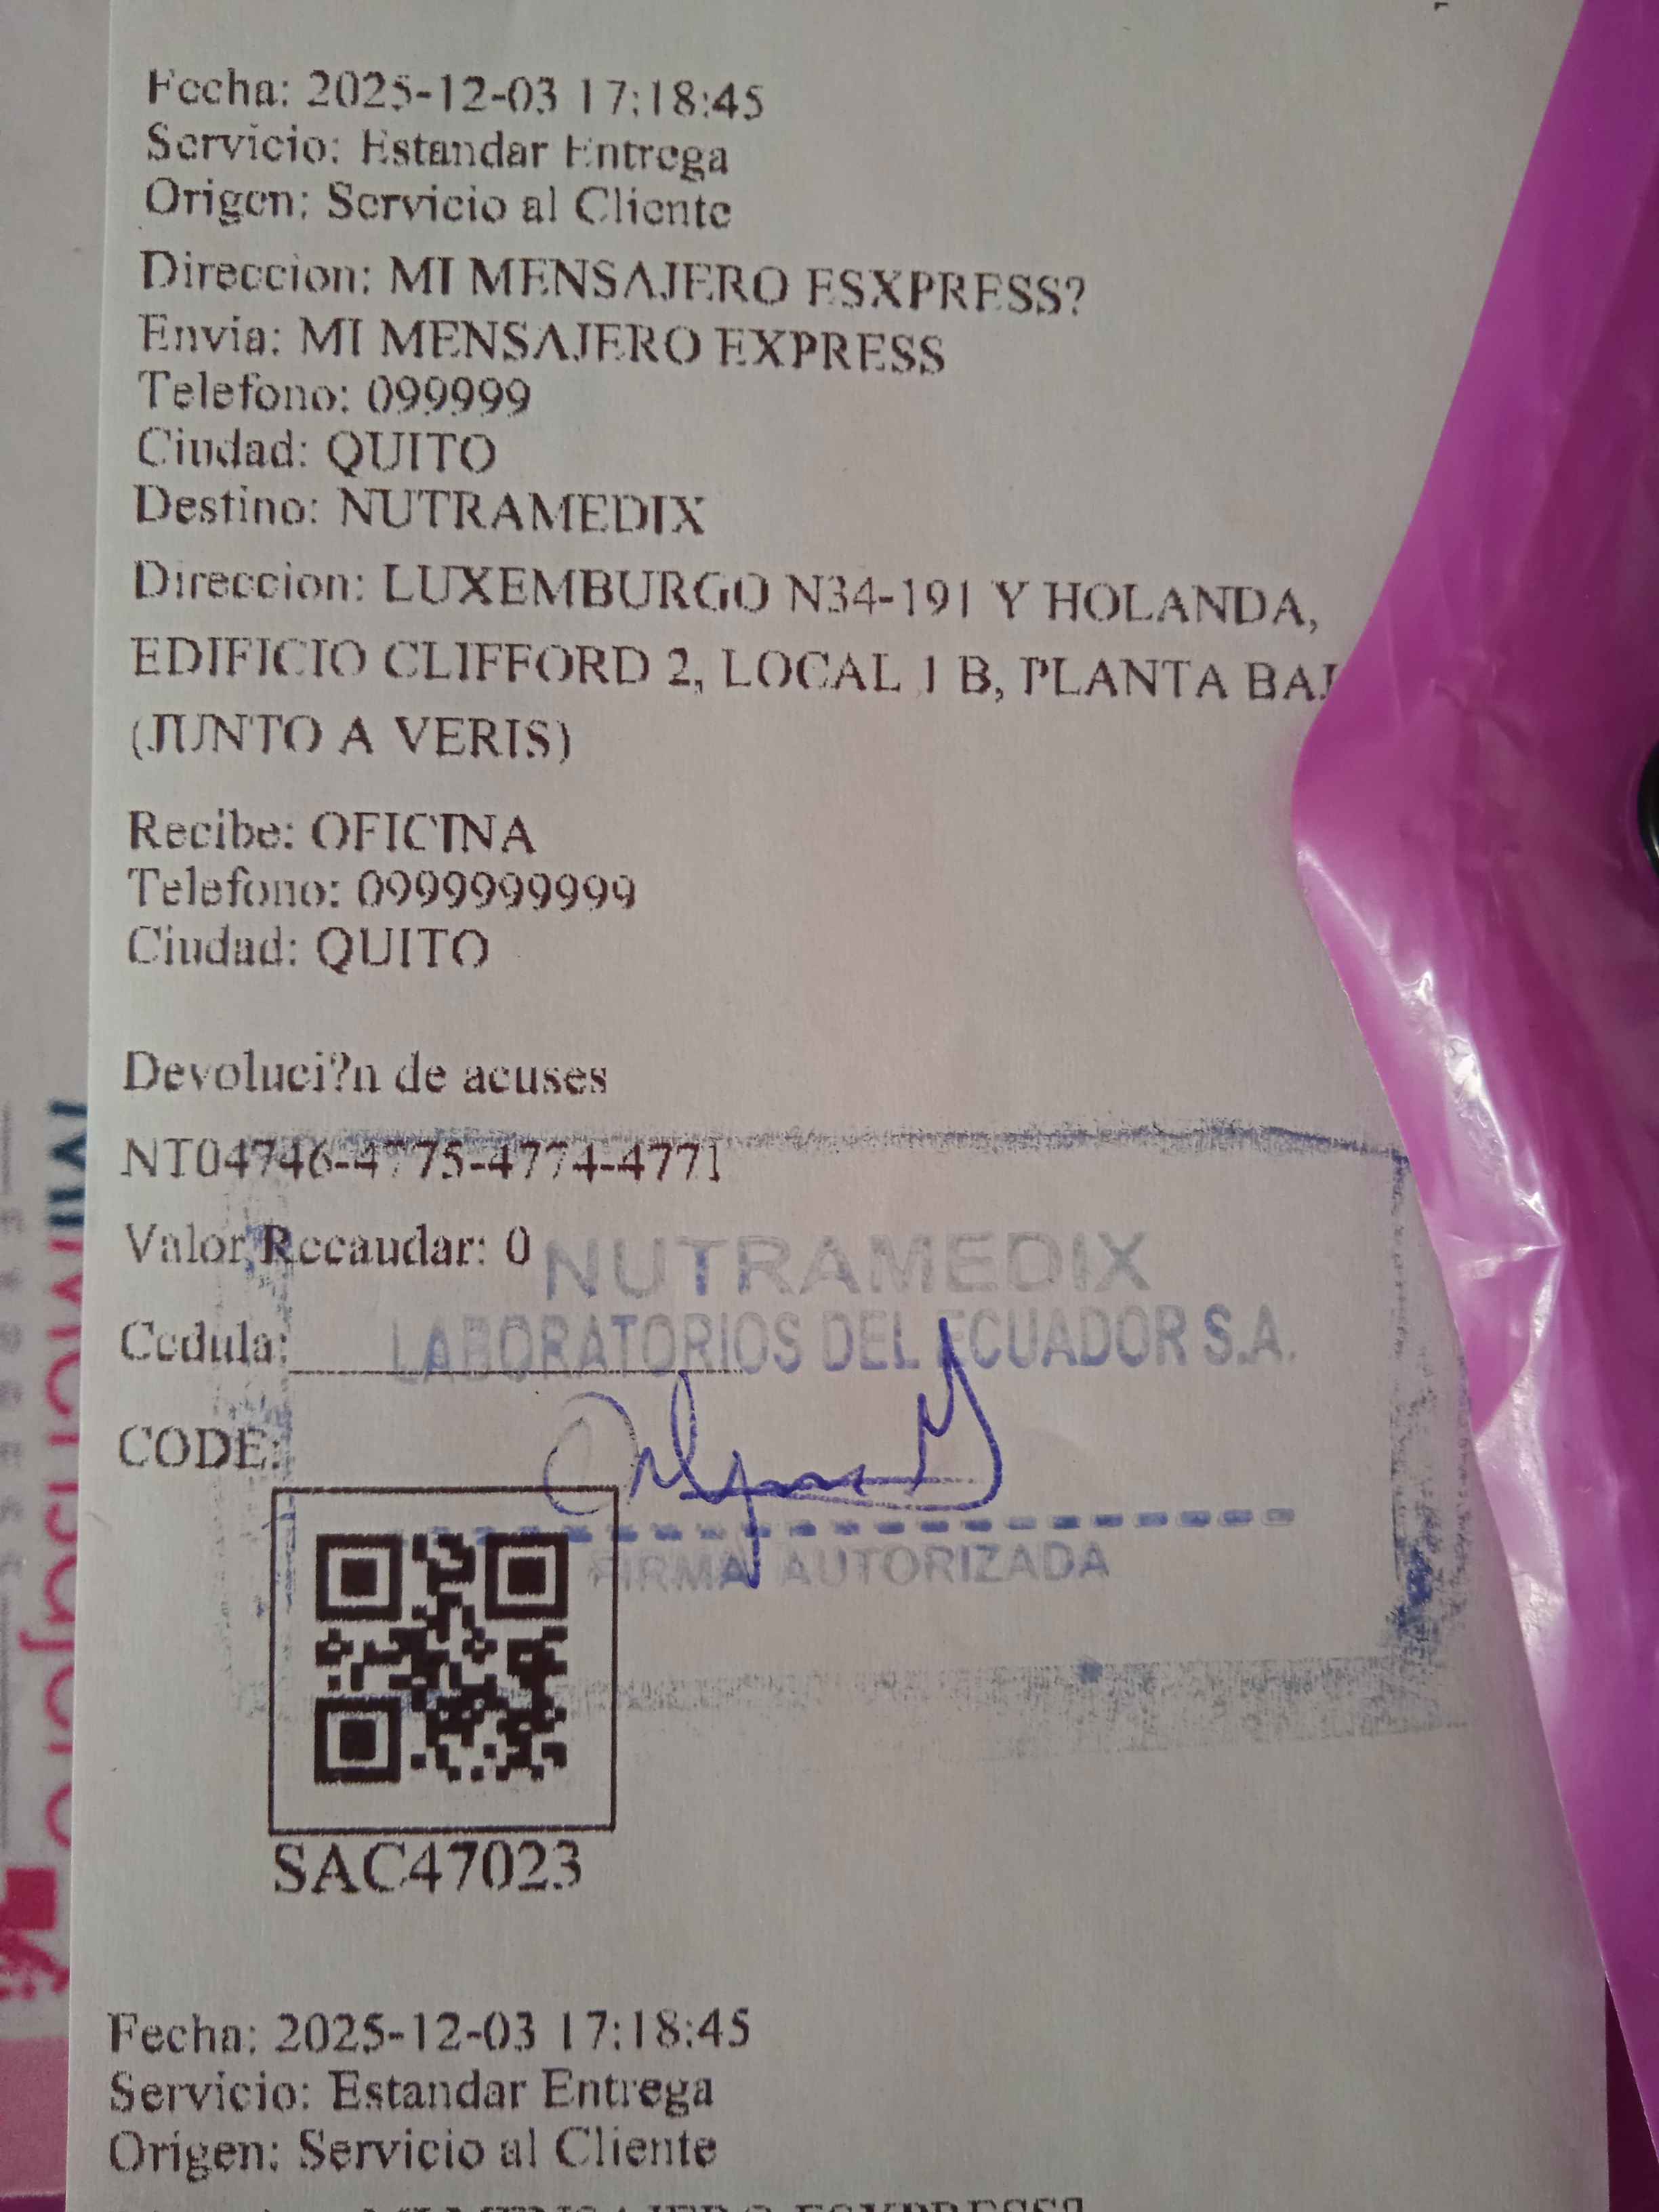 Fecha: 2025-12-03 17:18:45
Servicio: Estandar Entrega
Origen: Servicio al Cliente
Direccion: MI MENSAJERO ESXPRESS?
Envia: MI MENSAJERO EXPRESS
Telefono: 099999
Ciudad: QUITO
Destino: NUTRAMEDIX
Direccion: LUXEMBURGO N34-191 Y HOLANDA,
EDIFICIO CLIFFORD 2, LOCAL 1 B, PLANTA BAJ
(JUNTO A VERIS)
Recibe: OFICINA
Telefono: 0999999999
Ciudad: QUITO
Devoluci?n de acuses
NT04746-4775-4774-4771
Valor Recaudar: 0
NUTRAMEDIX
LABORATORIOS DEL ECUADOR S.A.
Cedula:
CODE:
FIRMA AUTORIZADA
SAC47023
Fecha: 2025-12-03 17:18:45
Servicio: Estandar Entrega
Origen: Servicio al Cliente